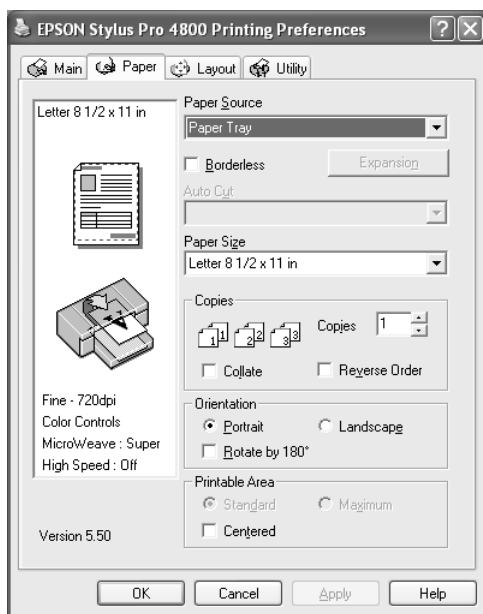 EPSON Stylus Pro 4800 Printing Preferences
Main Paper Layout Utility
Letter 8 1/2 x 11 in
Fine - 720dpi
Color Controls
MicroWeave : Super
High Speed : Off
Version 5.50
Paper Source
Paper Tray
Borderless Expansion
Auto Cut
Paper Size
Letter 8 1/2 x 11 in
Copies
11 22 33 Copies 1
Collate Reverse Order
Orientation
Portrait Landscape
Rotate by 180°
Printable Area
Standard Maximum
Centered
OK Cancel Apply Help